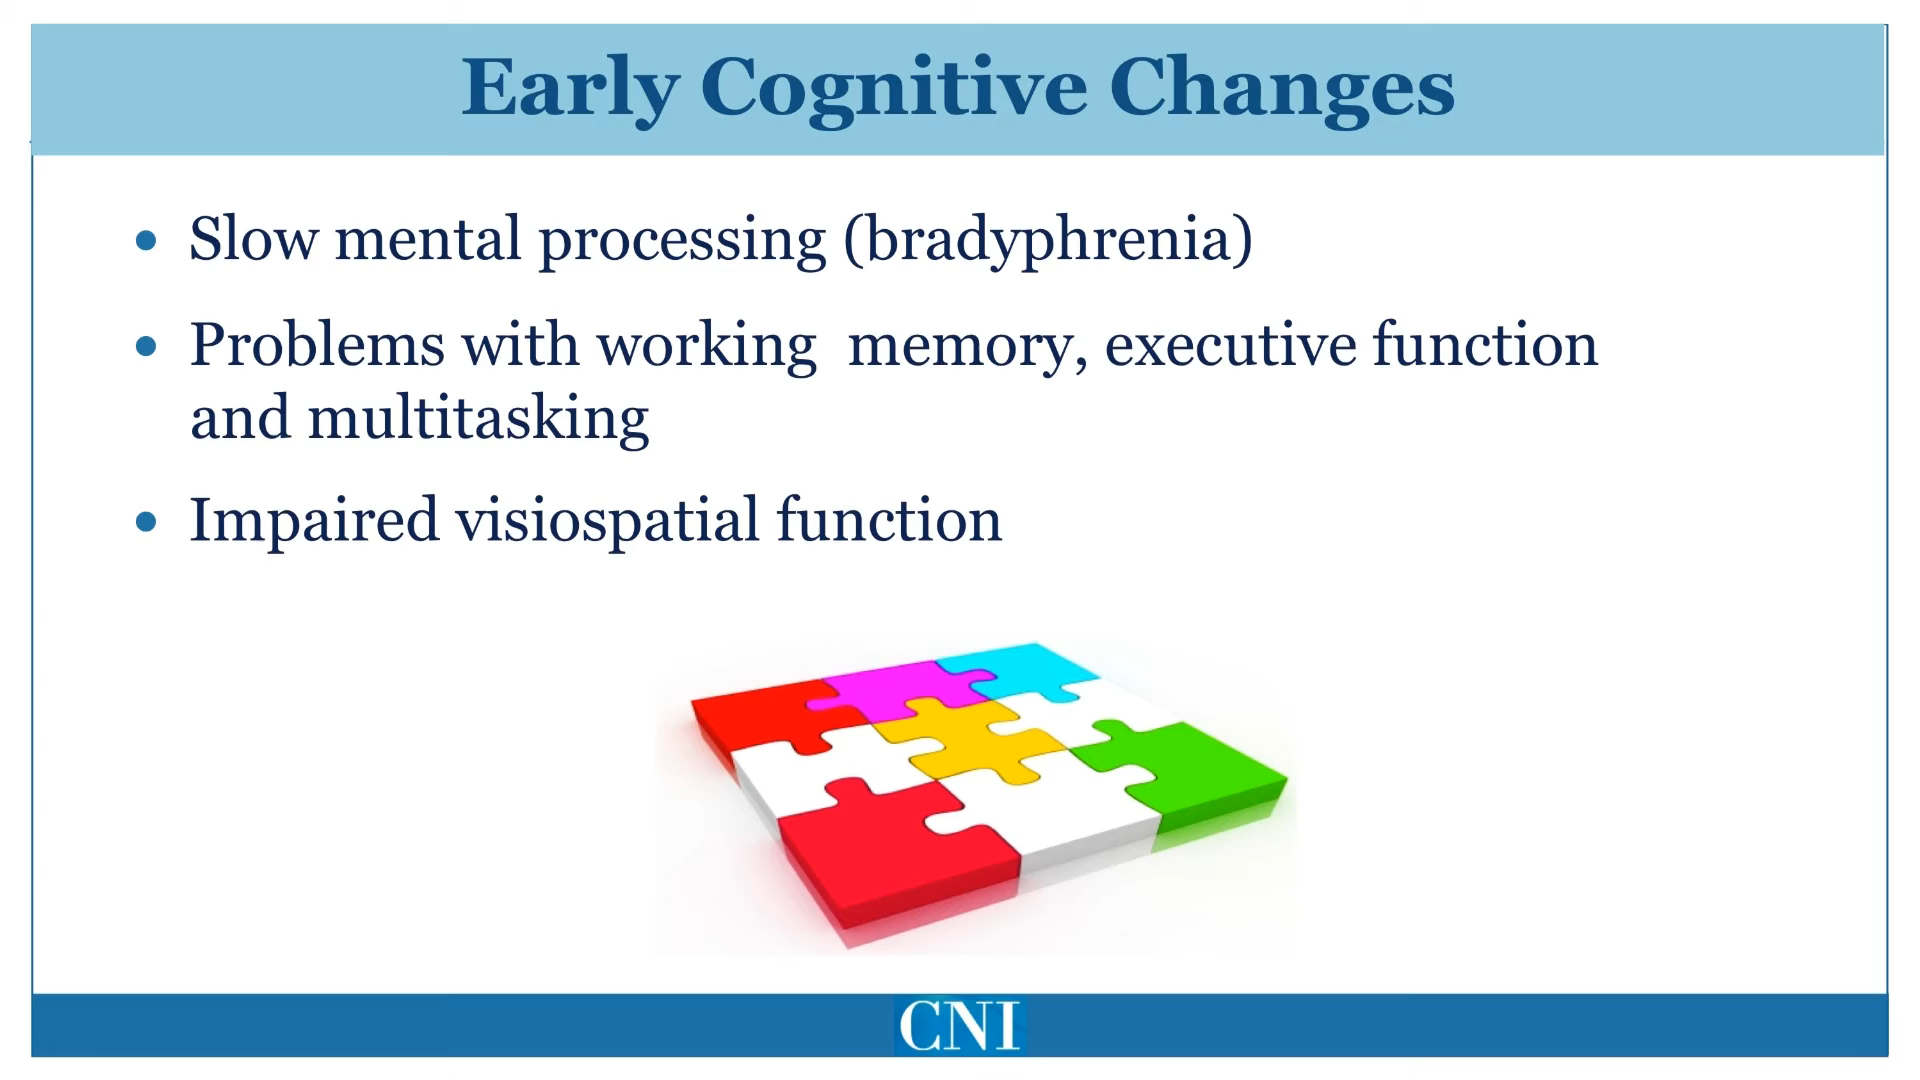 Early Cognitive Changes
• Slow mental processing (bradyphrenia)
• Problems with working  memory, executive function
and multitasking
• Impaired visiospatial function
CNI